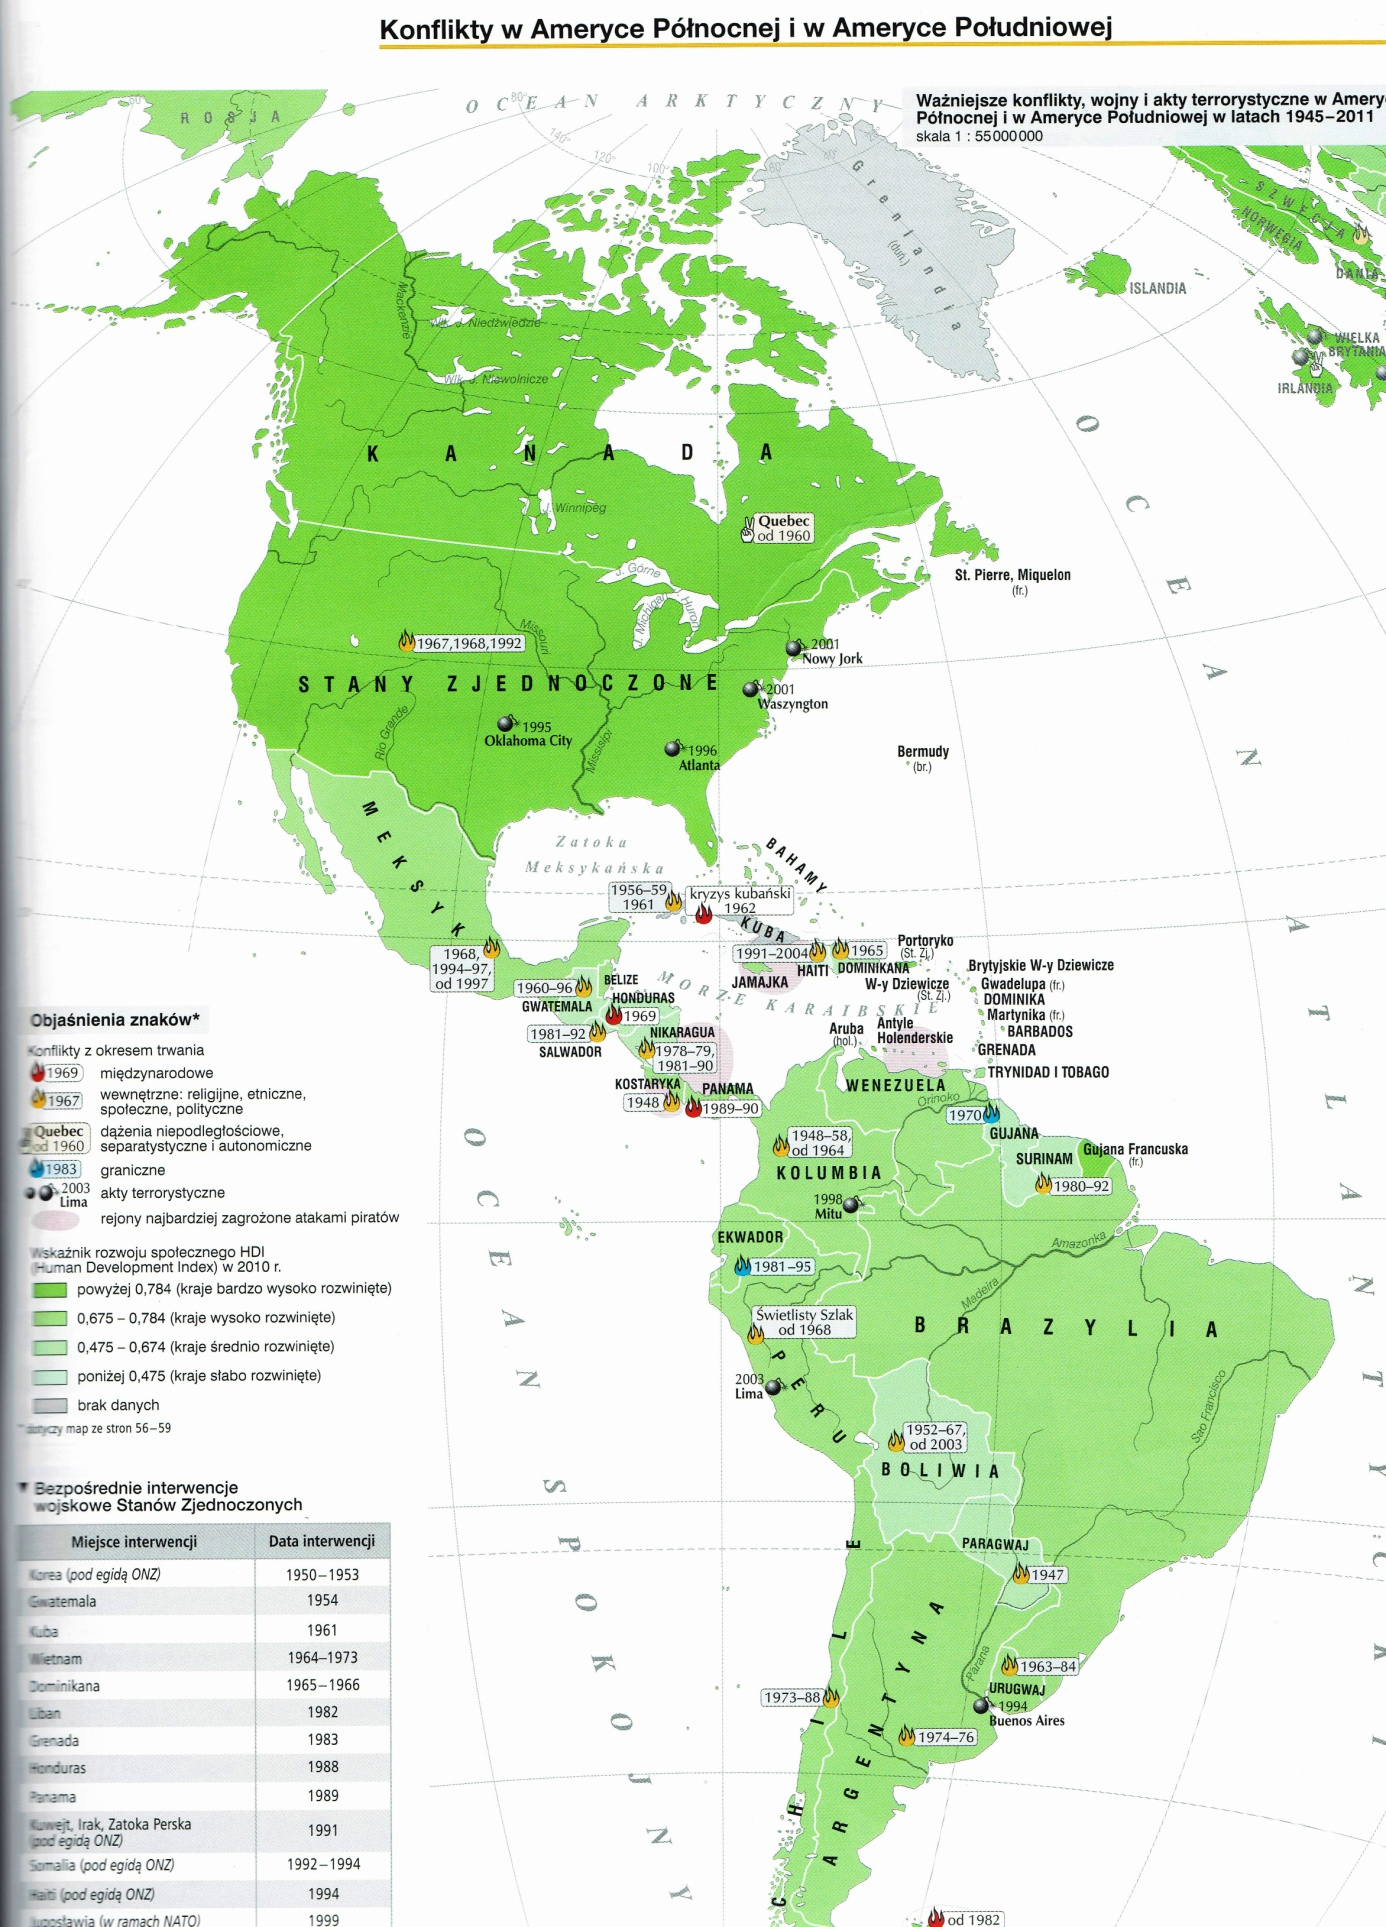 Konflikty w Ameryce Północnej i w Ameryce Południowej
Ważniejsze konflikty, wojny i akty terrorystyczne w Amery
Północnej i w Ameryce Południowej w latach 1945–2011
skala 1 : 55 000 000
OCEAN ARKTYCZNY
ROSJA
80°
60°
140°
120°
100°
60°
Grenlandia
(duń.)
SZWECJA
NORWEGIA
DANIA
ISLANDIA
WIELKA
BRYTANIA
IRLANDIA
Mackenzie
Wlk. J. Niedźwiedzie
Wlk. J. Niewolnicze
KANADA
J. Winnipeg
Quebec
od 1960
J. Górne
J. Michigan
Huron
St. Pierre, Miquelon
(fr.)
OCEAN ATLANTYCKI
40°
1967,1968,1992
Missouri
2001
Nowy Jork
STANY ZJEDNOCZONE
2001
Waszyngton
Rio Grande
1995
Oklahoma City
Missisipi
1996
Atlanta
Bermudy
(br.)
MEKSYK
Zatoka
Meksykańska
BAHAMY
1956–59
1961
kryzys kubański
1962
KUBA
20°
1968,
1994–97,
od 1997
1991–2004
HAITI
1965
DOMINIKANA
Portoryko
(St. Zj.)
JAMAJKA
W-y Dziewicze
(St. Zj.)
Brytyjskie W-y Dziewicze
Gwadelupa (fr.)
DOMINIKA
Martynika (fr.)
BARBADOS
GRENADA
TRYNIDAD I TOBAGO
MORZE KARAIBSKIE
1960–96
GWATEMALA
BELIZE
HONDURAS
1969
1981–92
SALWADOR
NIKARAGUA
1978–79,
1981–90
Aruba
(hol.)
Antyle
Holenderskie
KOSTARYKA
1948
PANAMA
1989–90
WENEZUELA
Orinoko
1970
GUJANA
SURINAM
1980–92
Gujana Francuska
(fr.)
1948–58,
od 1964
KOLUMBIA
1998
Mitu
EKWADOR
1981–95
Amazonka
Madeira
Świetlisty Szlak
od 1968
BRAZYLIA
PERU
2003
Lima
Sao Francisco
1952–67,
od 2003
BOLIWIA
PARAGWAJ
1947
OCEAN SPOKOJNY
CHILE
ARGENTYNA
Parana
1963–84
URUGWAJ
1973–88
1994
Buenos Aires
1974–76
od 1982
Objaśnienia znaków*
Konflikty z okresem trwania
1969 międzynarodowe
1967 wewnętrzne: religijne, etniczne,
społeczne, polityczne
Quebec
od 1960
dążenia niepodległościowe,
separatystyczne i autonomiczne
1983 graniczne
2003
Lima
akty terrorystyczne
rejony najbardziej zagrożone atakami piratów
Wskaźnik rozwoju społecznego HDI
(Human Development Index) w 2010 r.
powyżej 0,784 (kraje bardzo wysoko rozwinięte)
0,675 – 0,784 (kraje wysoko rozwinięte)
0,475 – 0,674 (kraje średnio rozwinięte)
poniżej 0,475 (kraje słabo rozwinięte)
brak danych
* dotyczy map ze stron 56–59
Bezpośrednie interwencje
wojskowe Stanów Zjednoczonych
Miejsce interwencji Data interwencji
Korea (pod egidą ONZ) 1950–1953
Gwatemala 1954
Kuba 1961
Wietnam 1964–1973
Dominikana 1965–1966
Liban 1982
Grenada 1983
Honduras 1988
Panama 1989
Kuwejt, Irak, Zatoka Perska
(pod egidą ONZ) 1991
Somalia (pod egidą ONZ) 1992–1994
Haiti (pod egidą ONZ) 1994
Jugosławia (w ramach NATO) 1999